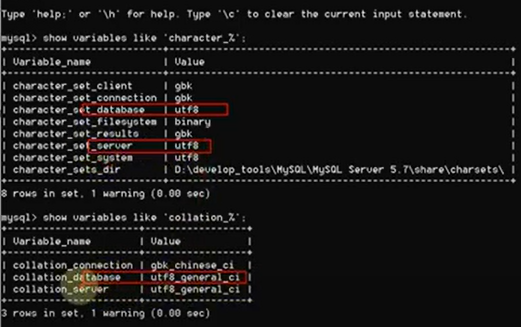 Type 'help;' or '\h' for help. Type '\c' to clear the current input statement.
mysql> show variables like 'character_%';
+--------------------------+---------------------------------------------------------+
| Variable_name | Value
+--------------------------+---------------------------------------------------------+
| character_set_client | gbk
| character_set_connection | gbk
| character_set_database | utf8
| character_set_filesystem | binary
| character_set_results | gbk
| character_set_server | utf8
| character_set_system | utf8
| character_sets_dir | D:\develop_tools\MySQL\MySQL Server 5.7\share\charsets\ |
+--------------------------+---------------------------------------------------------+
8 rows in set, 1 warning (0.00 sec)
mysql> show variables like 'collation_%';
+----------------------+-----------------+
| Variable_name | Value |
+----------------------+-----------------+
| collation_connection | gbk_chinese_ci |
| collation_database | utf8_general_ci |
| collation_server | utf8_general_ci |
+----------------------+-----------------+
3 rows in set, 1 warning (0.00 sec)